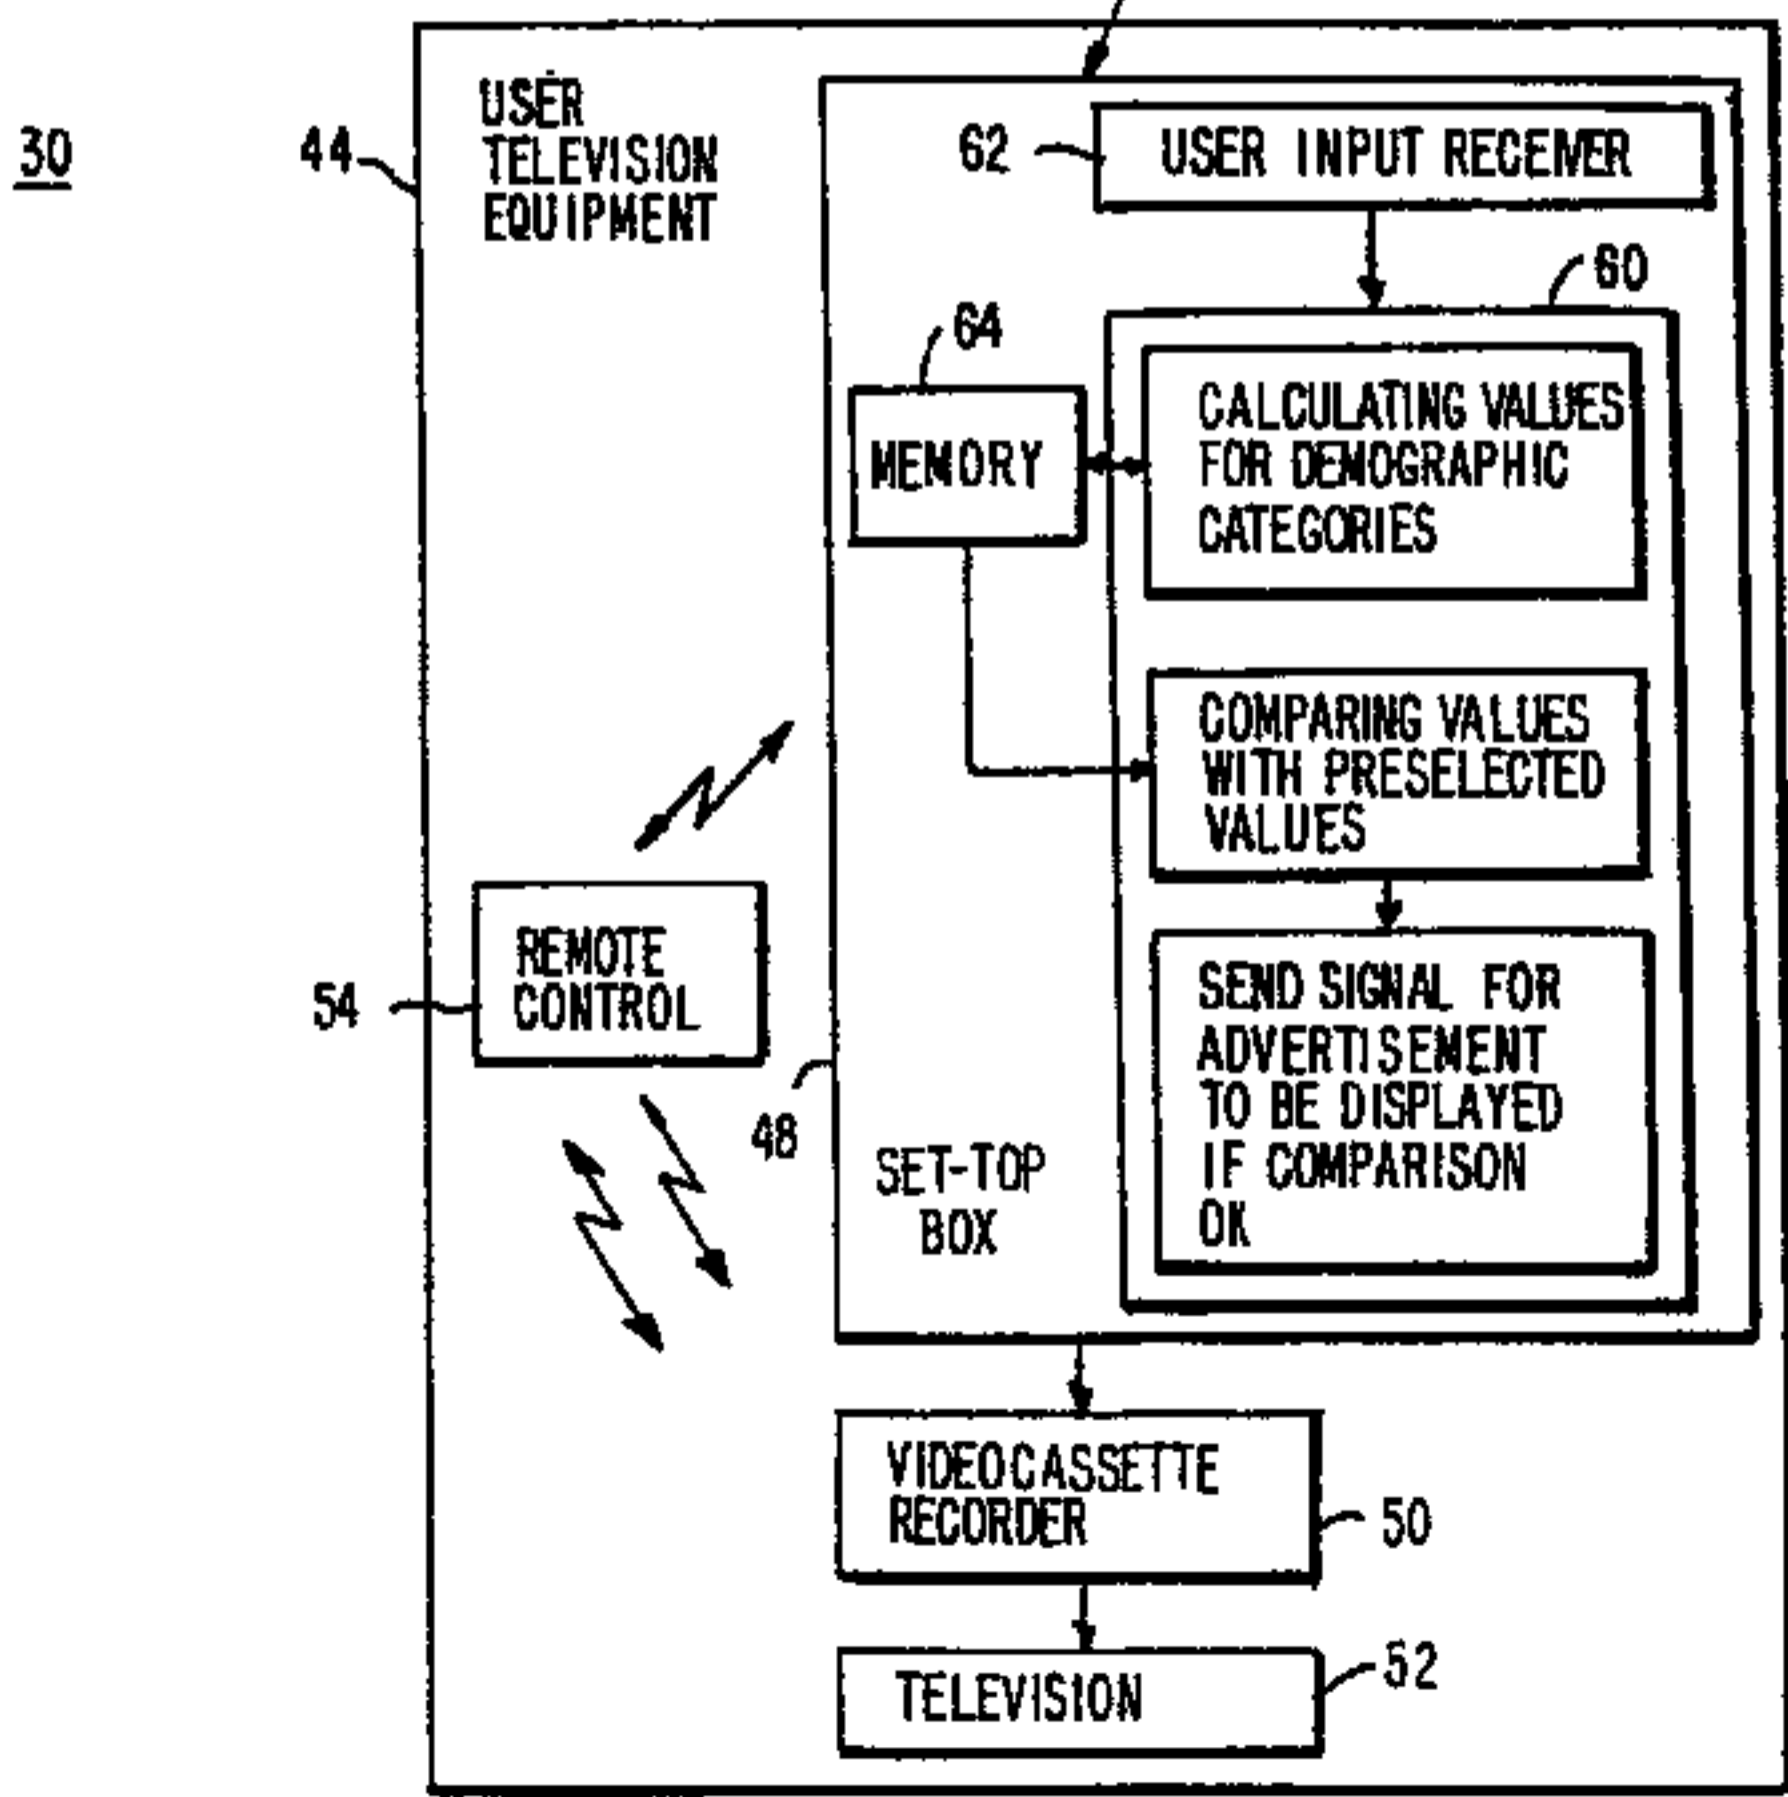 30
44
USER
TELEVISION
EQUIPMENT
62
USER INPUT RECEIVER
60
64
MEMORY
CALCULATING VALUES
FOR DEMOGRAPHIC
CATEGORIES
COMPARING VALUES
WITH PRESELECTED
VALUES
REMOTE
CONTROL
54
48
SET-TOP
BOX
SEND SIGNAL FOR
ADVERTISEMENT
TO BE DISPLAYED
IF COMPARISON
OK
VIDEOCASSETTE
RECORDER
50
TELEVISION
52